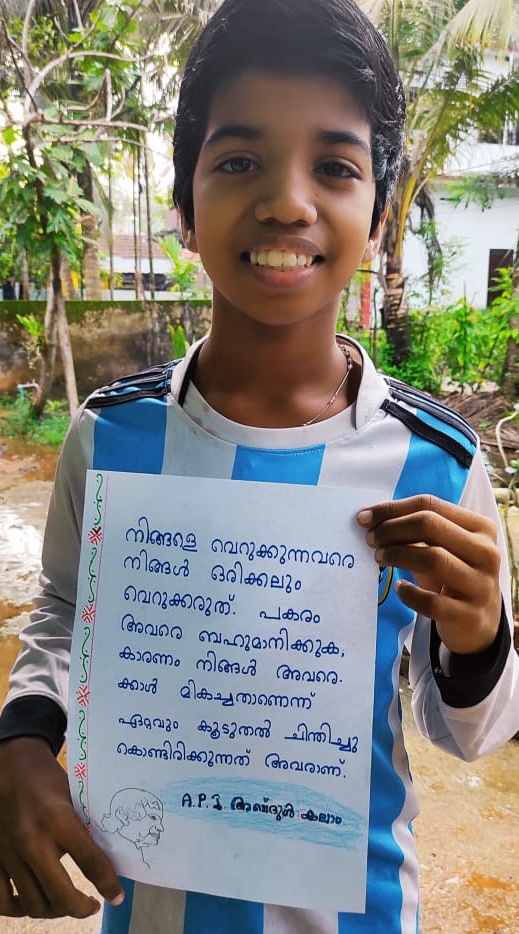 നിങ്ങളെ വെറുക്കുന്നവരെ
നിങ്ങൾ ഒരിക്കലും
വെറുക്കരുത്. പകരം
അവരെ ബഹുമാനിക്കുക,
കാരണം നിങ്ങൾ അവരെ.
ക്കാൾ മികച്ചതാണെന്ന്
ഏറ്റവും കൂടുതൽ ചിന്തിച്ചു
കൊണ്ടിരിക്കുന്നത് അവരാണ്.
A.P.J. അബ്ദുൾ കലാം